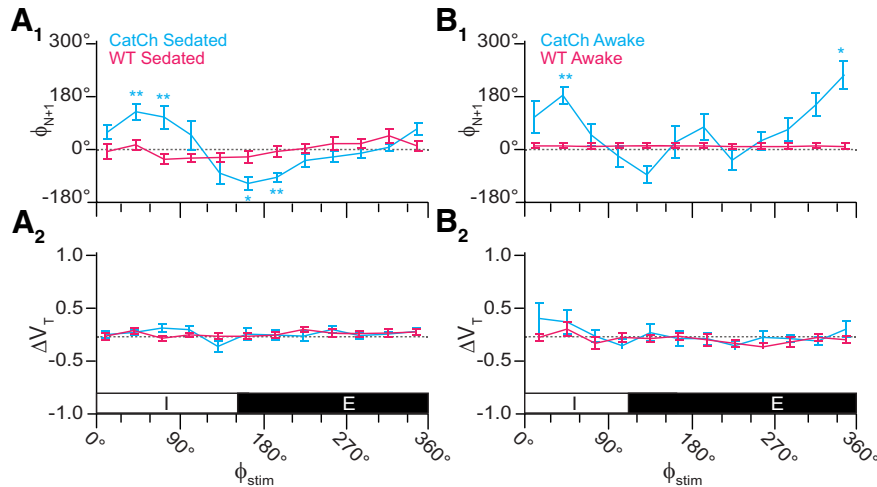 A1
CatCh Sedated
WT Sedated
300°
180°
0°
-180°
ϕN+1
**
**
*
**
B1
CatCh Awake
WT Awake
300°
180°
0°
-180°
ϕN+1
**
*
A2
1.0
0.5
-0.5
-1.0
ΔVT
I
E
0°
90°
180°
270°
360°
ϕstim
B2
1.0
0.5
-0.5
-1.0
ΔVT
I
E
0°
90°
180°
270°
360°
ϕstim